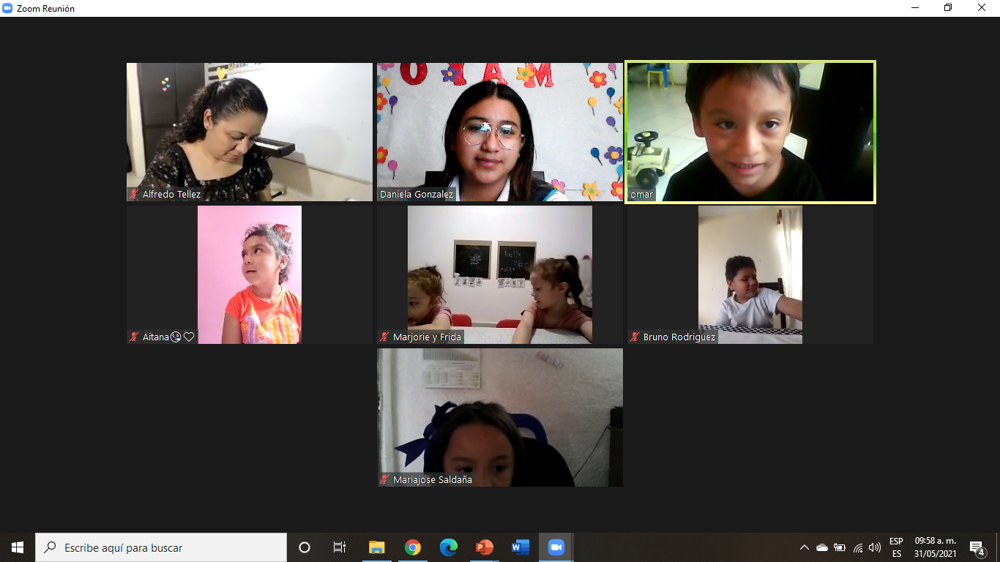 Zoom Reunión
O Y A M
Alfredo Tellez
Daniela Gonzalez
omar
Aitana😘🧡
Marjorie y Frida
Bruno Rodriguez
Mariajose Saldaña
Escribe aquí para buscar
ESP
ES
09:58 a. m.
31/05/2021
4